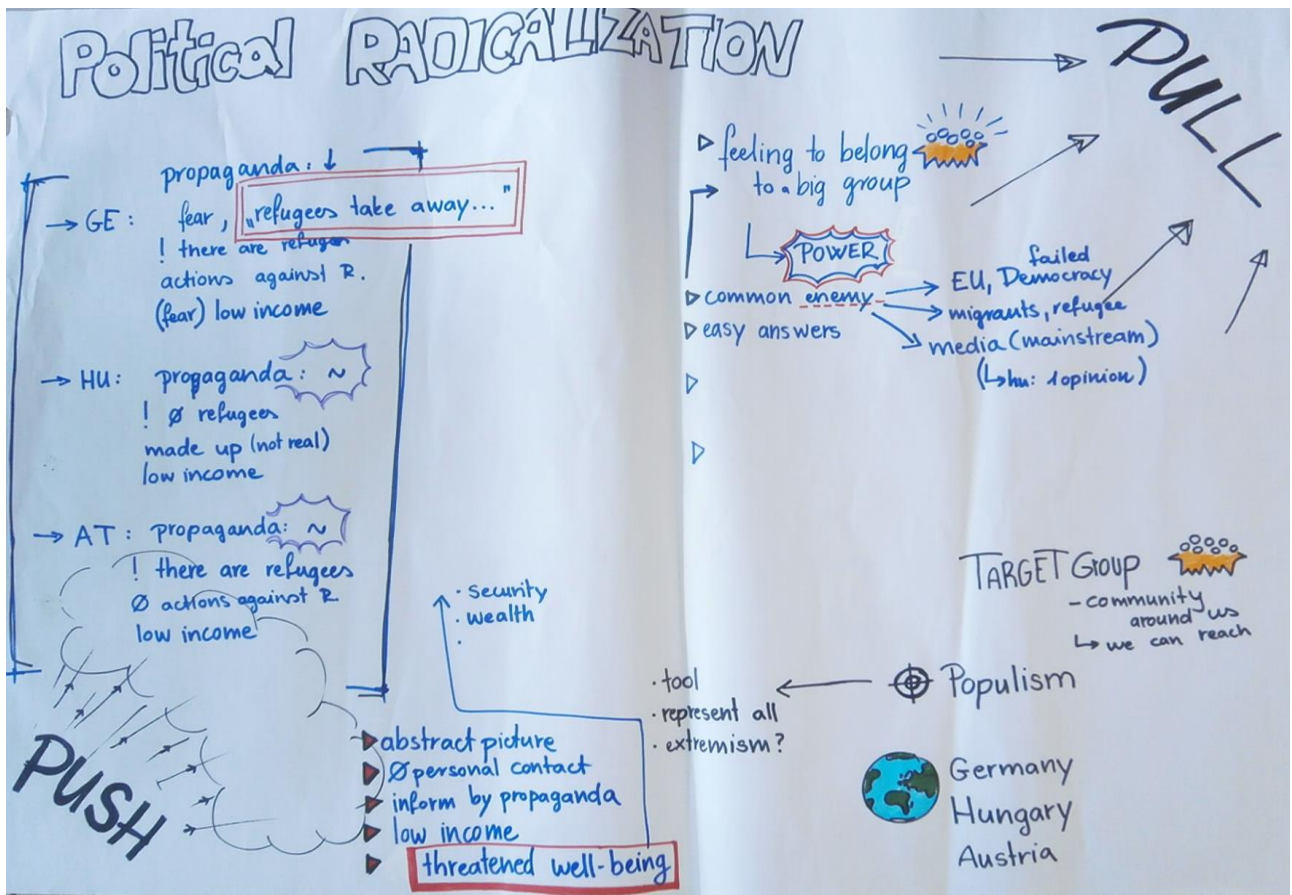 Political RADICALIZATION
PULL
propaganda: ↓
→ GE: fear, „refugees take away..."
! there are refugees
actions against R.
(fear) low income
→ HU: propaganda: ~
! Ø refugees
made up (not real)
low income
→ AT: propaganda: ~
! there are refugees
Ø actions against R.
low income
PUSH
· security
· wealth
·
abstract picture
Ø personal contact
inform by propaganda
low income
threatened well-being
feeling to belong
to a big group
POWER
common enemy
easy answers
failed
EU, Democracy
migrants, refugee
media (mainstream)
(↳hu: 1 opinion)
TARGET Group
- community
around us
↳ we can reach
Populism
· tool
· represent all
· extremism?
Germany
Hungary
Austria